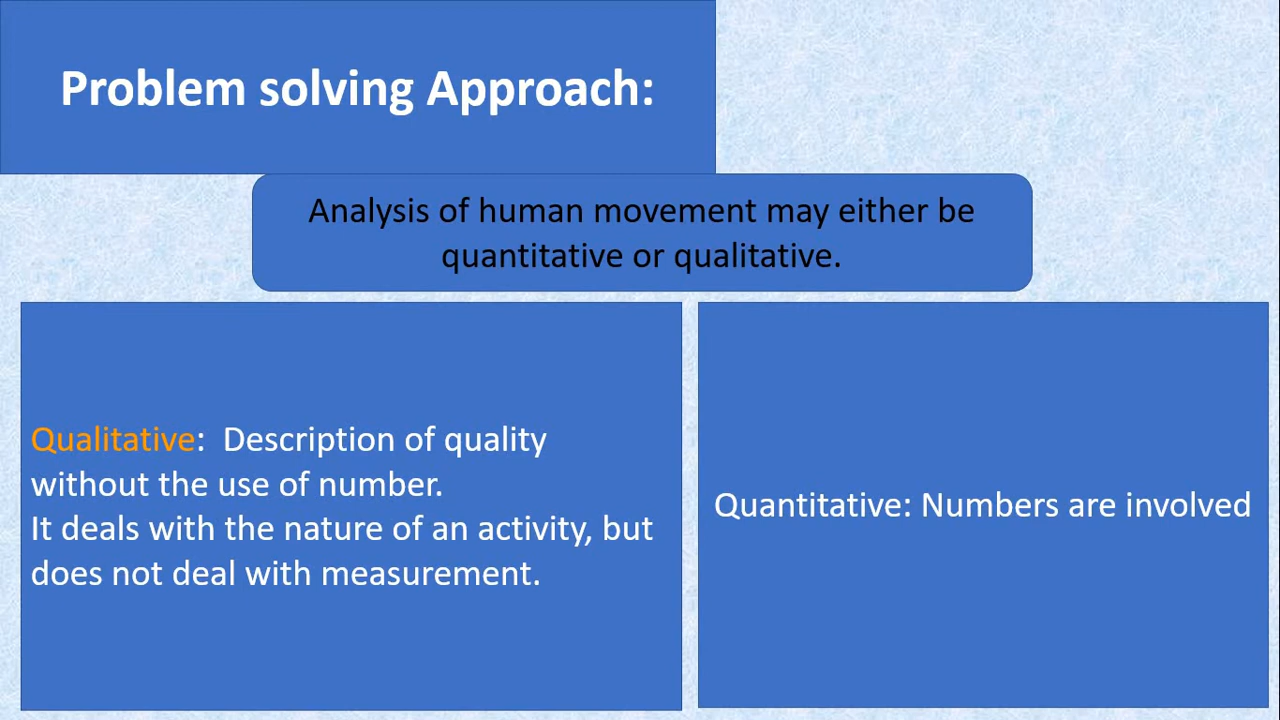 Problem solving Approach:
Analysis of human movement may either be
quantitative or qualitative.
Qualitative:  Description of quality
without the use of number.
It deals with the nature of an activity, but
does not deal with measurement.
Quantitative: Numbers are involved